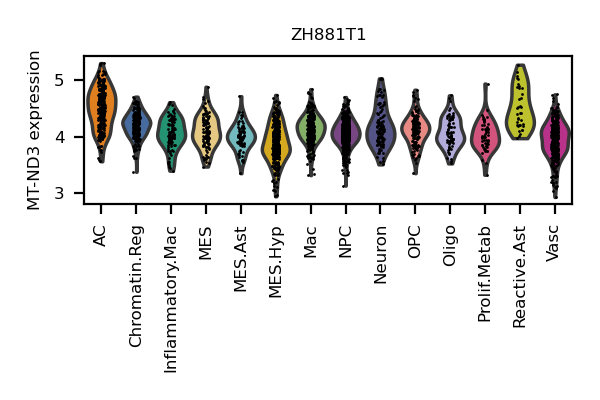 ZH881T1
MT-ND3 expression
5
4
3
AC
Chromatin.Reg
Inflammatory.Mac
MES
MES.Ast
MES.Hyp
Mac
NPC
Neuron
OPC
Oligo
Prolif.Metab
Reactive.Ast
Vasc